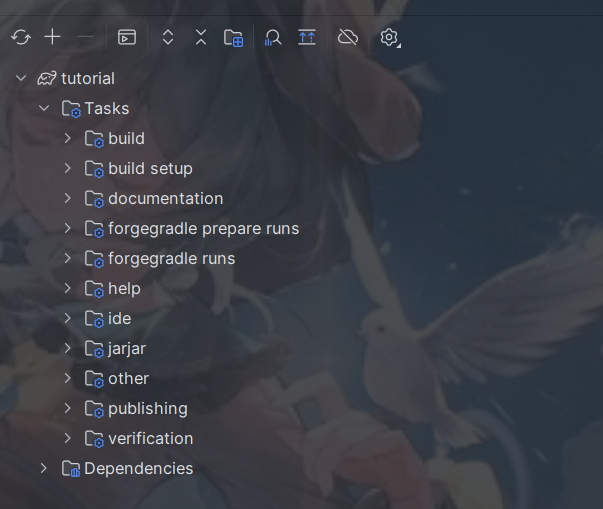 tutorial
Tasks
build
build setup
documentation
forgegradle prepare runs
forgegradle runs
help
ide
jarjar
other
publishing
verification
Dependencies